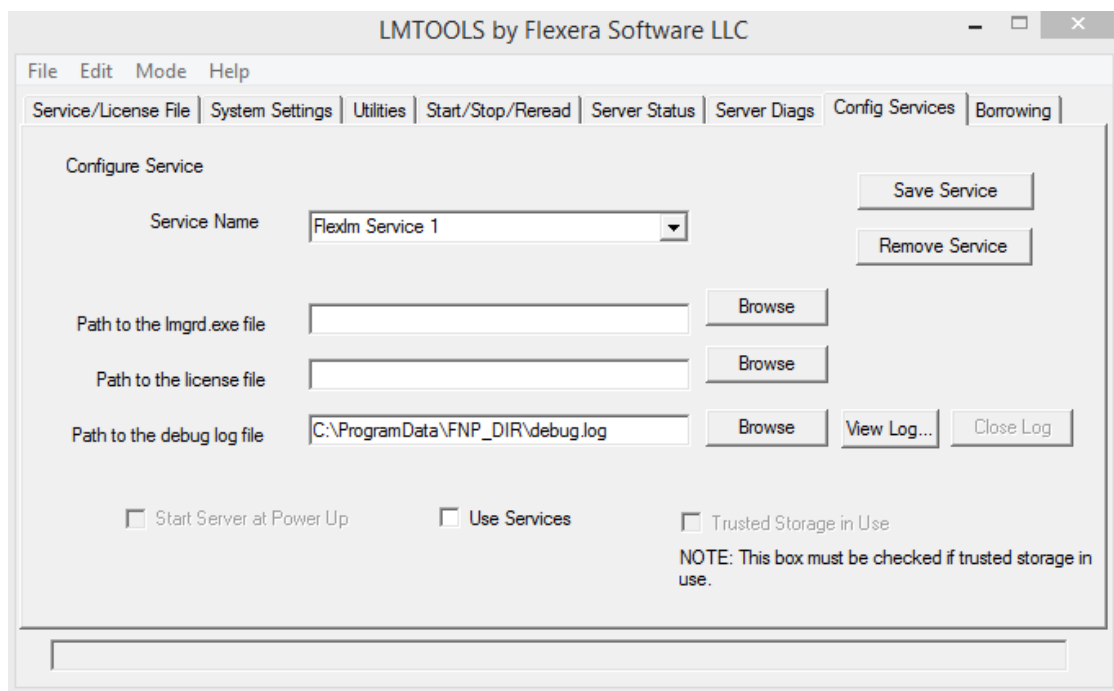 LMTOOLS by Flexera Software LLC
File Edit Mode Help
Service/License File System Settings Utilities Start/Stop/Reread Server Status Server Diags Config Services Borrowing
Configure Service
Save Service
Service Name Flexlm Service 1
Remove Service
Path to the lmgrd.exe file Browse
Path to the license file Browse
Path to the debug log file C:\ProgramData\FNP_DIR\debug.log Browse View Log... Close Log
Start Server at Power Up Use Services Trusted Storage in Use
NOTE: This box must be checked if trusted storage in
use.